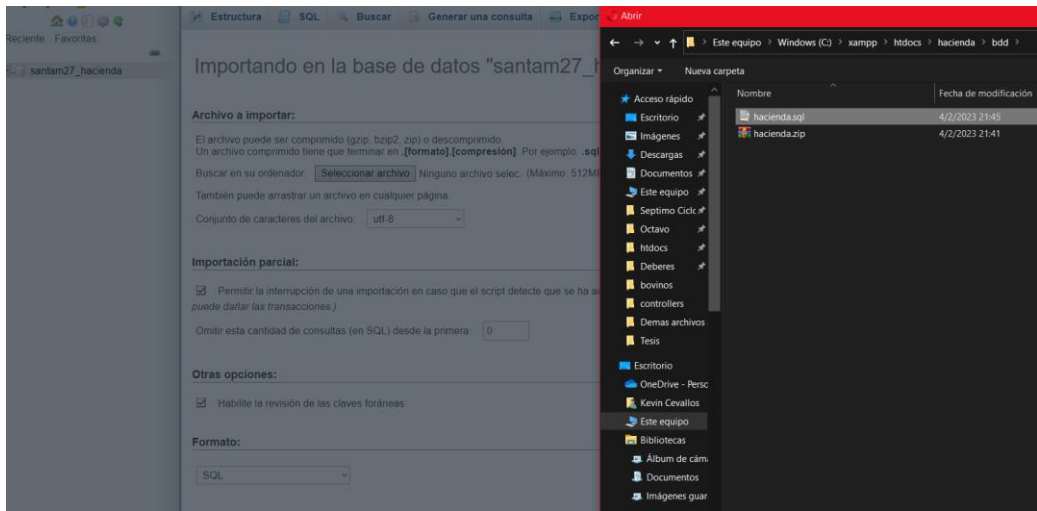 Estructura SQL Buscar Generar una consulta Expor
Reciente Favoritas
santam27_hacienda
Importando en la base de datos "santam27_h
Archivo a importar:
El archivo puede ser comprimido (gzip, bzip2, zip) o descomprimido.
Un archivo comprimido tiene que terminar en .[formato].[compresión]. Por ejemplo: .sql
Buscar en su ordenador: Seleccionar archivo Ninguno archivo selec. (Máximo: 512MB
También puede arrastrar un archivo en cualquier página.
Conjunto de caracteres del archivo: utf-8
Importación parcial:
Permitir la interrupción de una importación en caso que el script detecte que se ha ac
puede dañar las transacciones.)
Omitir esta cantidad de consultas (en SQL) desde la primera: 0
Otras opciones:
Habilite la revisión de las claves foráneas
Formato:
SQL
Abrir
Este equipo > Windows (C:) > xampp > htdocs > hacienda > bdd >
Organizar Nueva carpeta
Nombre Fecha de modificación
hacienda.sql 4/2/2023 21:45
hacienda.zip 4/2/2023 21:41
Acceso rápido
Escritorio
Imágenes
Descargas
Documentos
Este equipo
Septimo Ciclc
Octavo
htdocs
Deberes
bovinos
controllers
Demas archivos
Tesis
Escritorio
OneDrive - Persc
Kevin Cevallos
Este equipo
Bibliotecas
Álbum de cám
Documentos
Imágenes guar